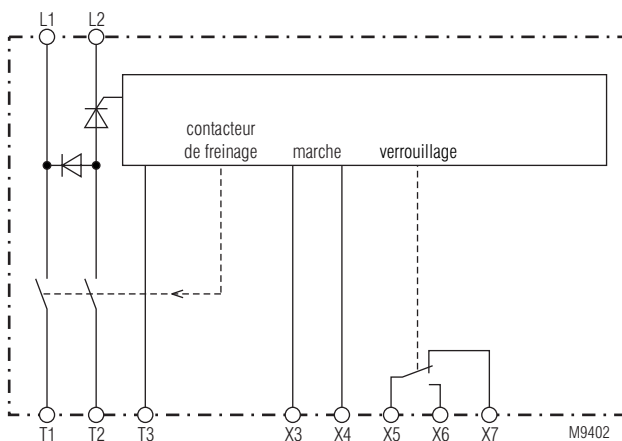 L1 L2
contacteur
de freinage marche verrouillage
T1 T2 T3 X3 X4 X5 X6 X7 M9402